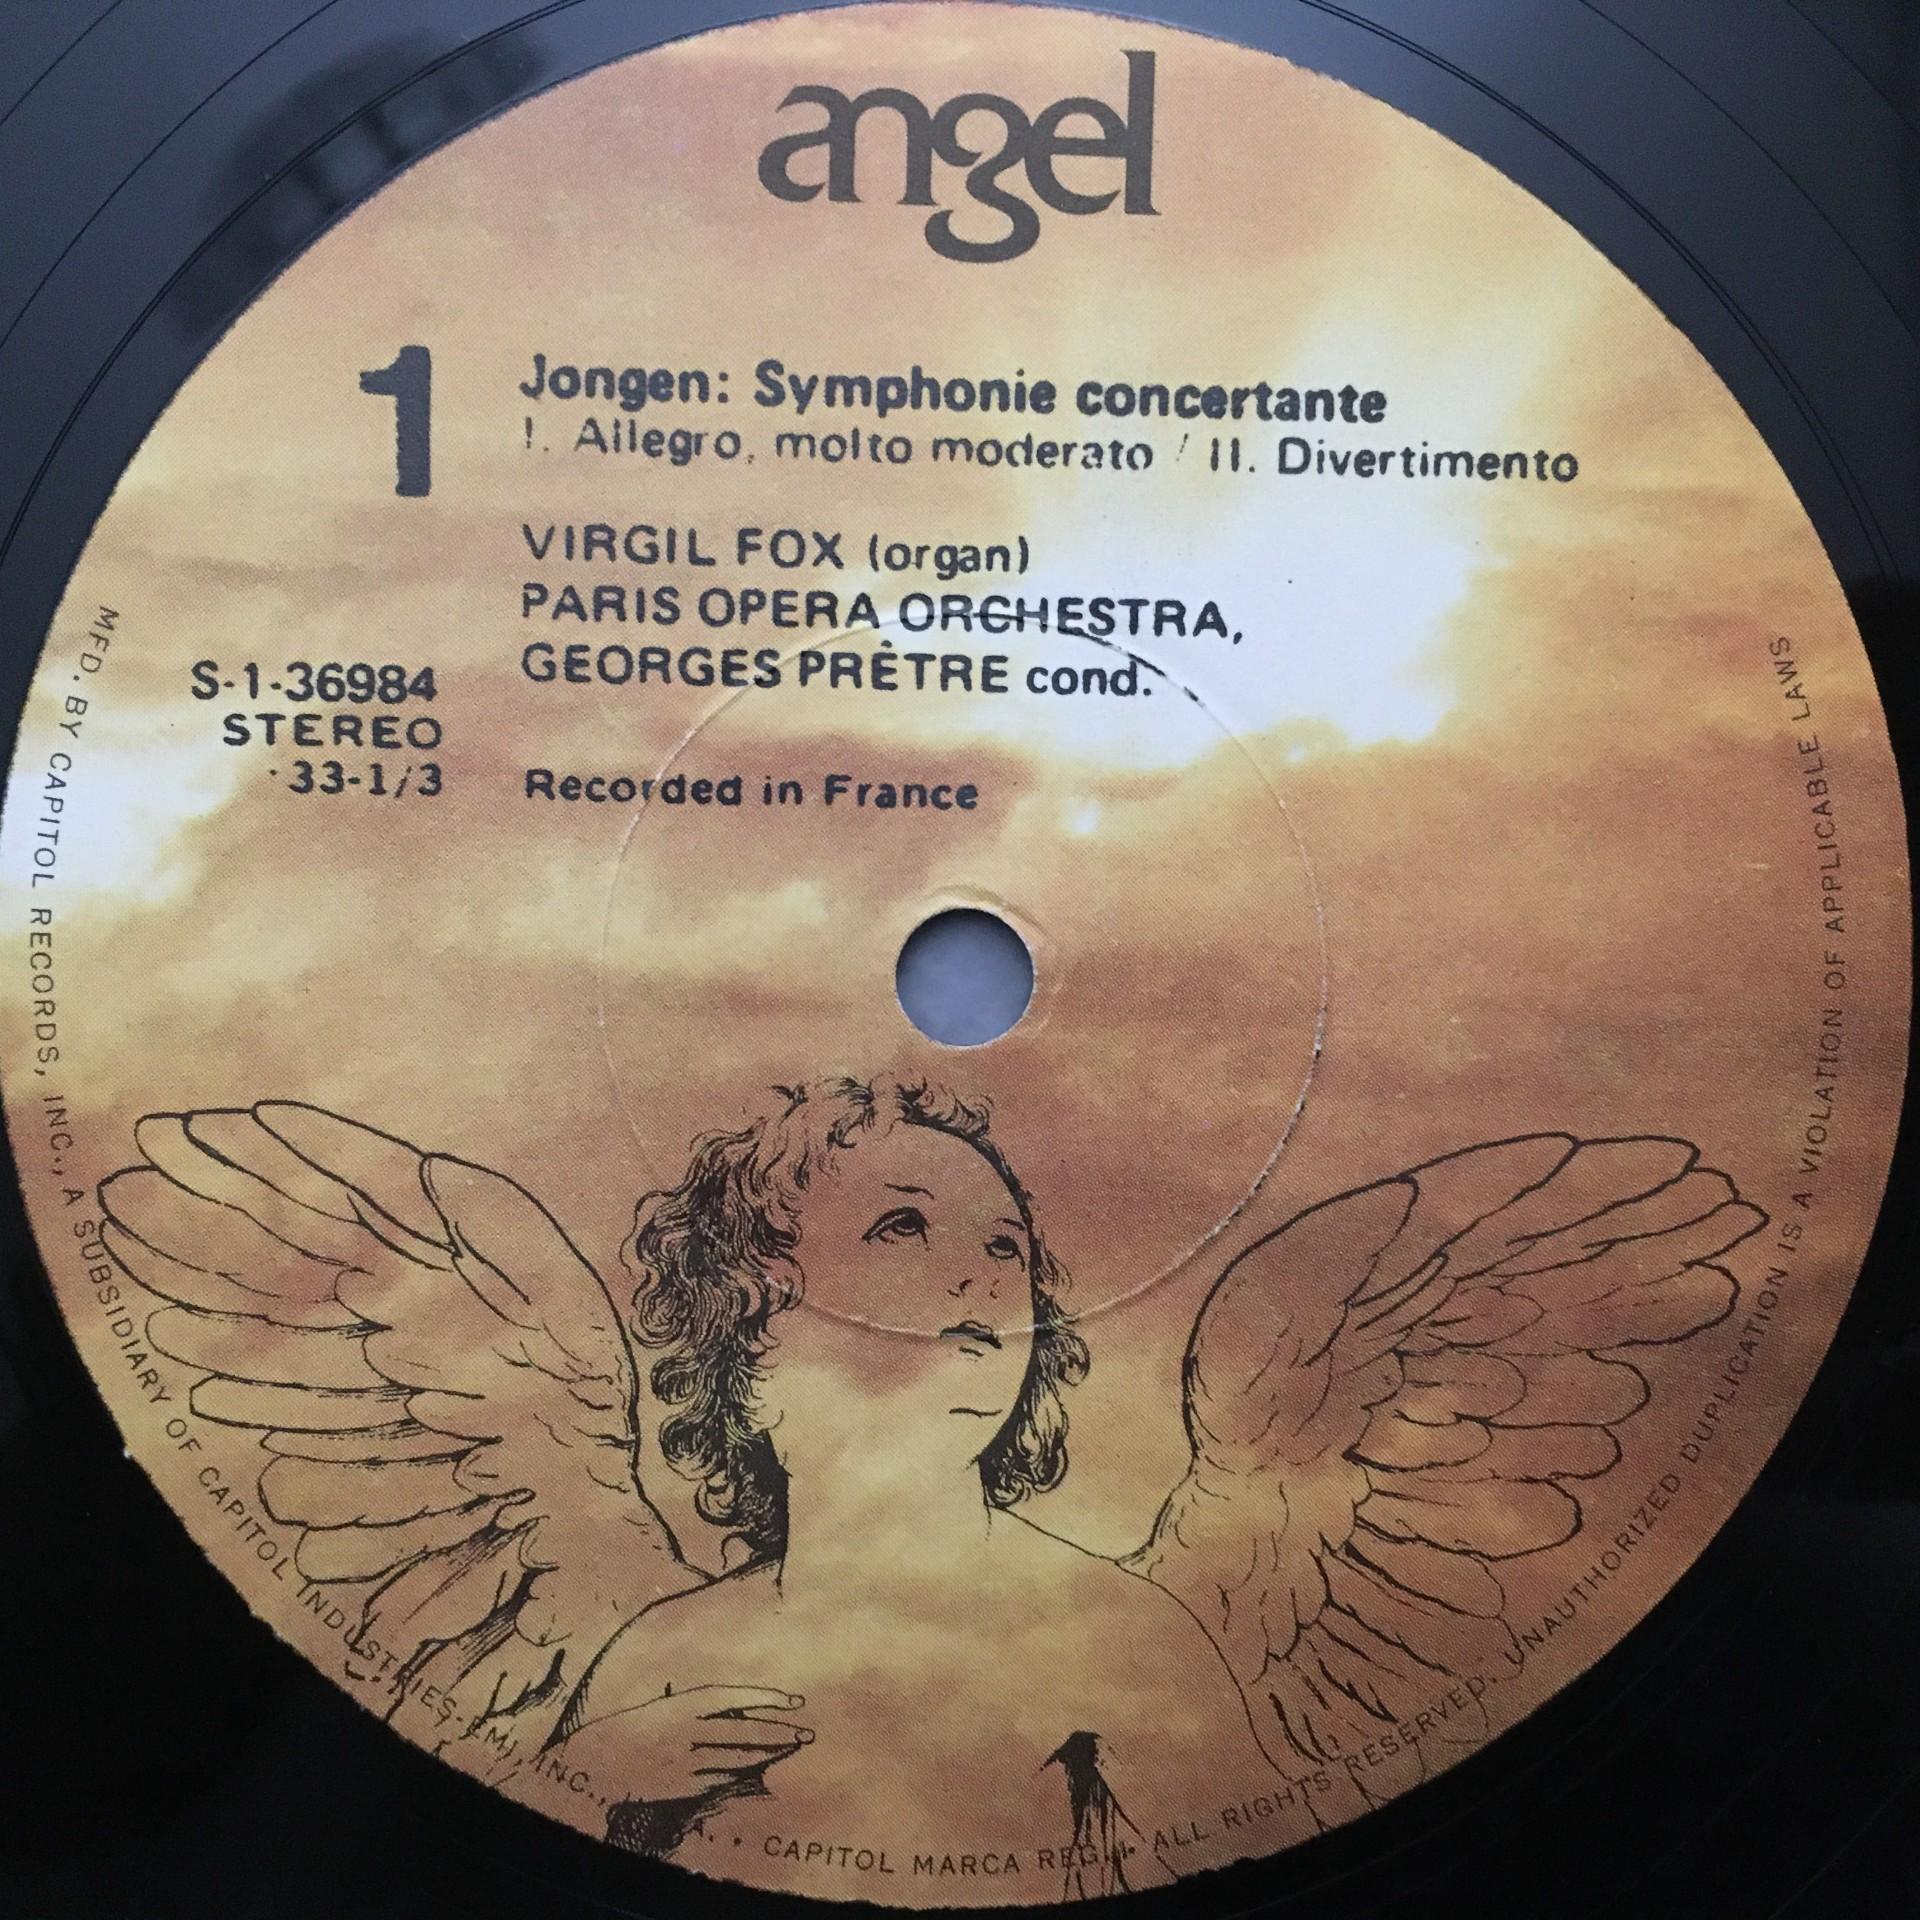 angel
1
Jongen: Symphonie concertante
I. Allegro, molto moderato / II. Divertimento
VIRGIL FOX (organ)
PARIS OPERA ORCHESTRA,
GEORGES PRÊTRE cond.
S-1-36984
STEREO
33-1/3
Recorded in France
MFD. BY CAPITOL RECORDS, INC., A SUBSIDIARY OF CAPITOL INDUSTRIES-EMI, INC., • CAPITOL MARCA REG. • ALL RIGHTS RESERVED. UNAUTHORIZED DUPLICATION IS A VIOLATION OF APPLICABLE LAWS